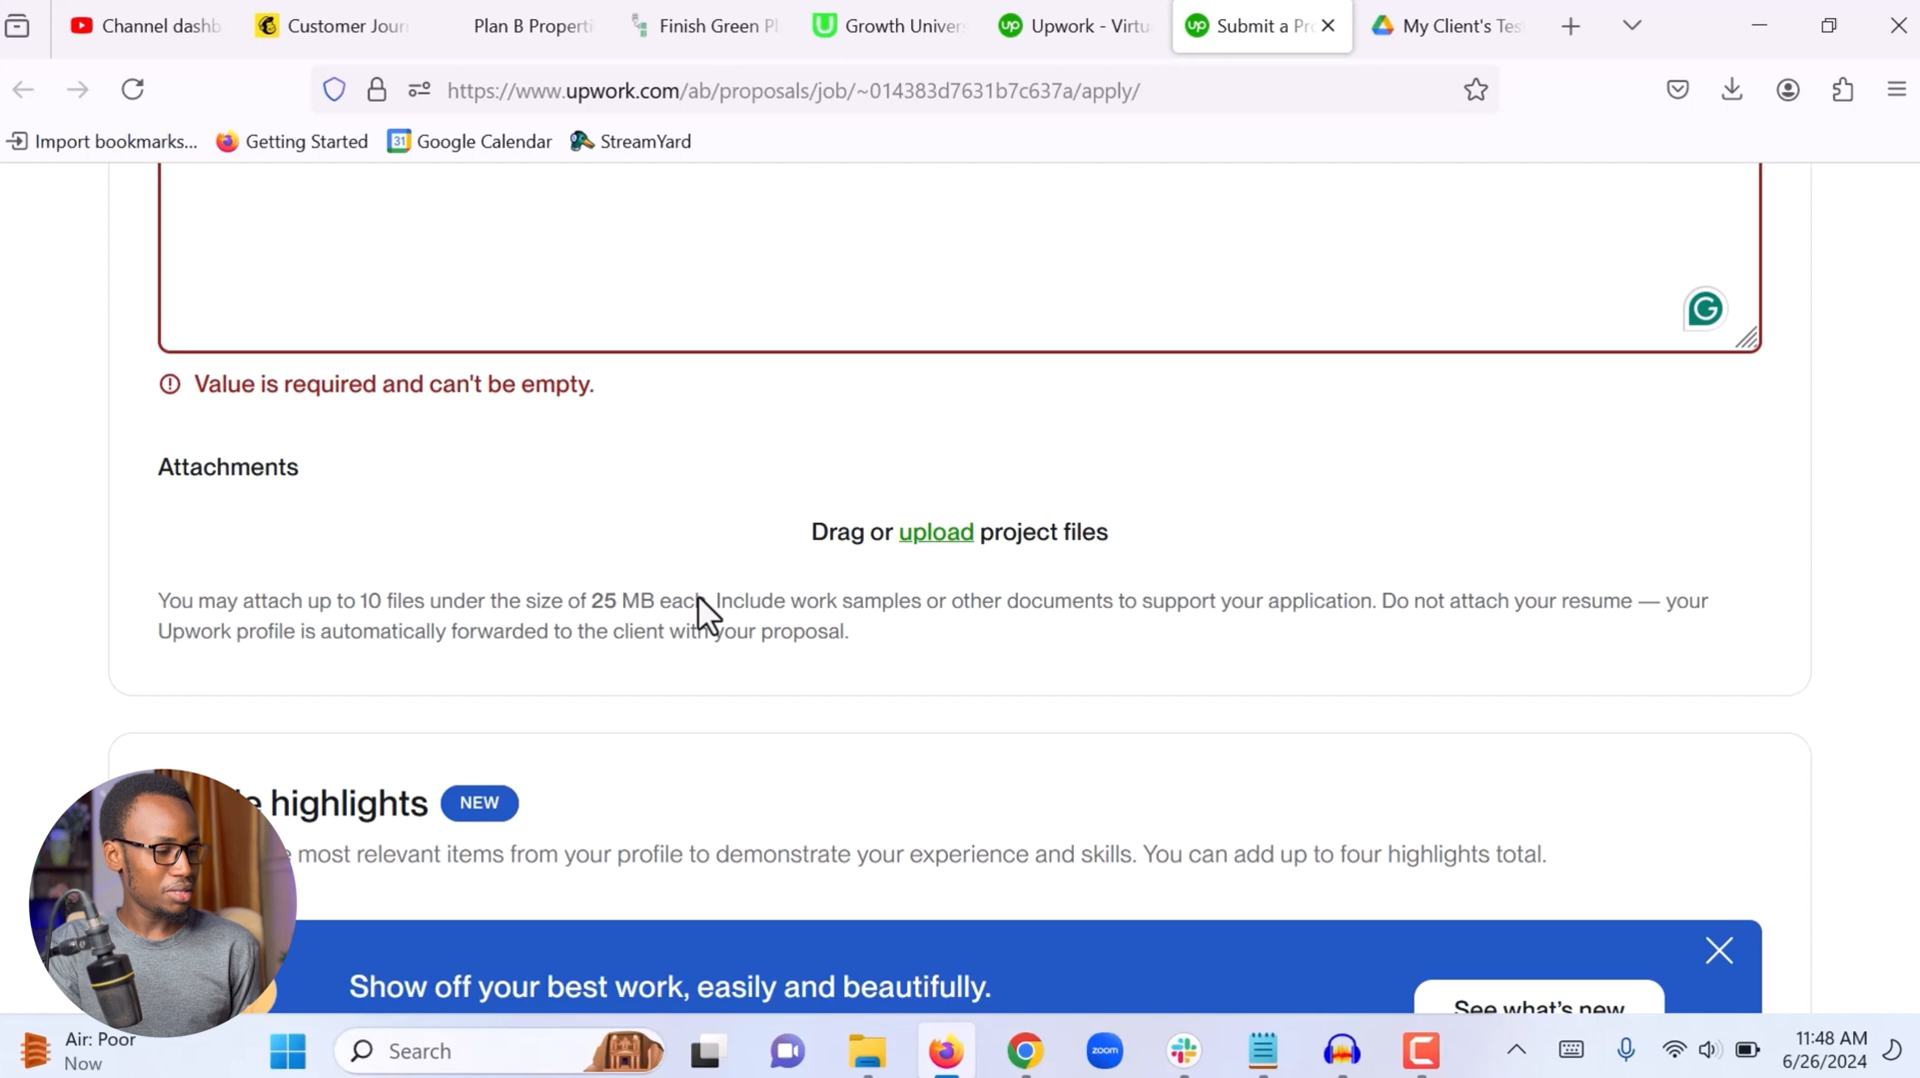 Channel dashb
Customer Jour
Plan B Properti
Finish Green Pl
Growth Univer
Upwork - Virtu
Submit a Pr
My Client's Tes
https://www.upwork.com/ab/proposals/job/~014383d7631b7c637a/apply/
Import bookmarks...
Getting Started
31
Google Calendar
StreamYard
Value is required and can't be empty.
Attachments
Drag or upload project files
You may attach up to 10 files under the size of 25 MB each. Include work samples or other documents to support your application. Do not attach your resume — your
Upwork profile is automatically forwarded to the client with your proposal.
highlights NEW
most relevant items from your profile to demonstrate your experience and skills. You can add up to four highlights total.
Show off your best work, easily and beautifully.
See what's new
Air: Poor
Now
Search
zoom
11:48 AM
6/26/2024